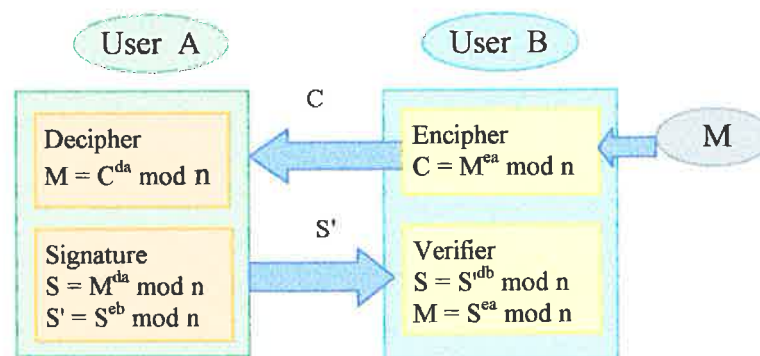 User A
User B
C
Decipher
M = C^da mod n
Encipher
C = M^ea mod n
M
S'
Signature
S = M^da mod n
S' = S^eb mod n
Verifier
S = S'^db mod n
M = S^ea mod n